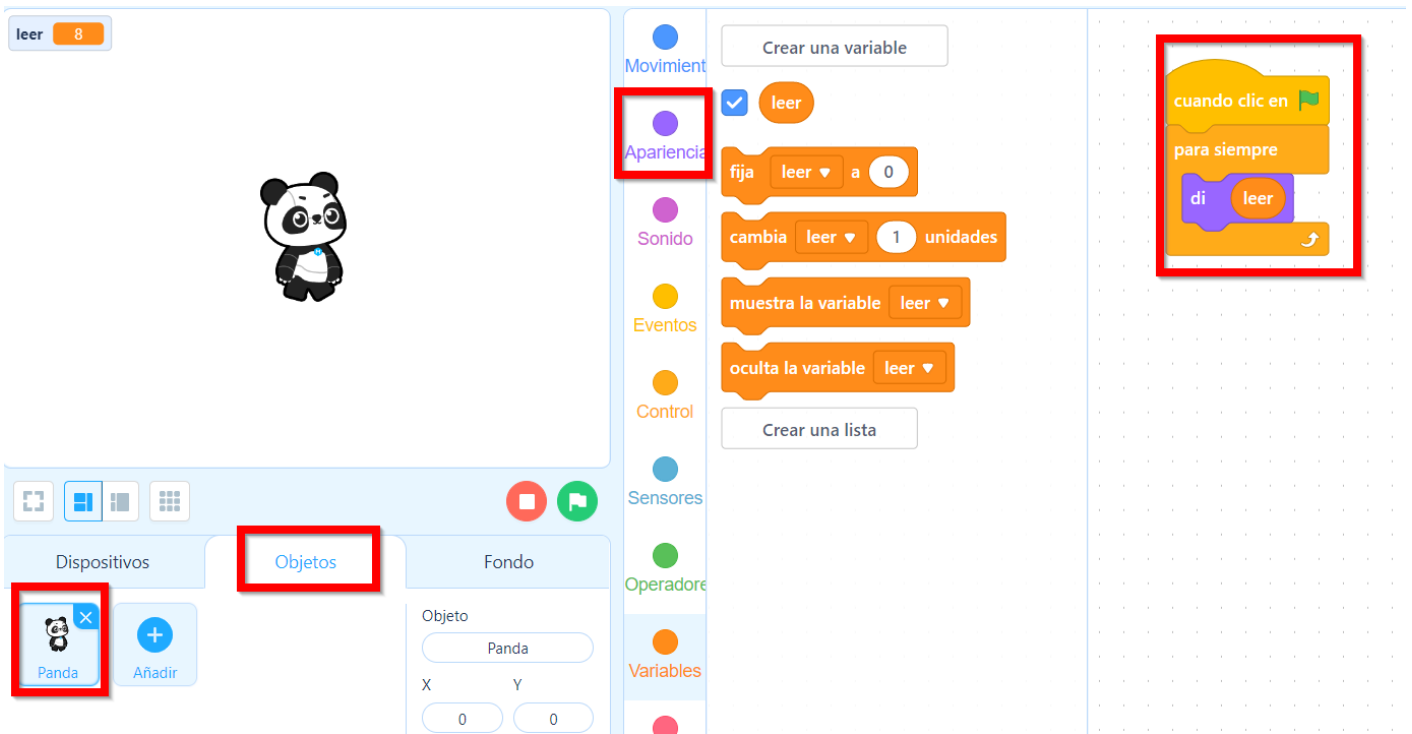 leer 8
Dispositivos
Objetos
Fondo
Panda
Añadir
Objeto
Panda
X Y
0 0
Movimient
Apariencia
Sonido
Eventos
Control
Sensores
Operadore
Variables
Crear una variable
leer
fija leer a 0
cambia leer 1 unidades
muestra la variable leer
oculta la variable leer
Crear una lista
cuando clic en
para siempre
di leer